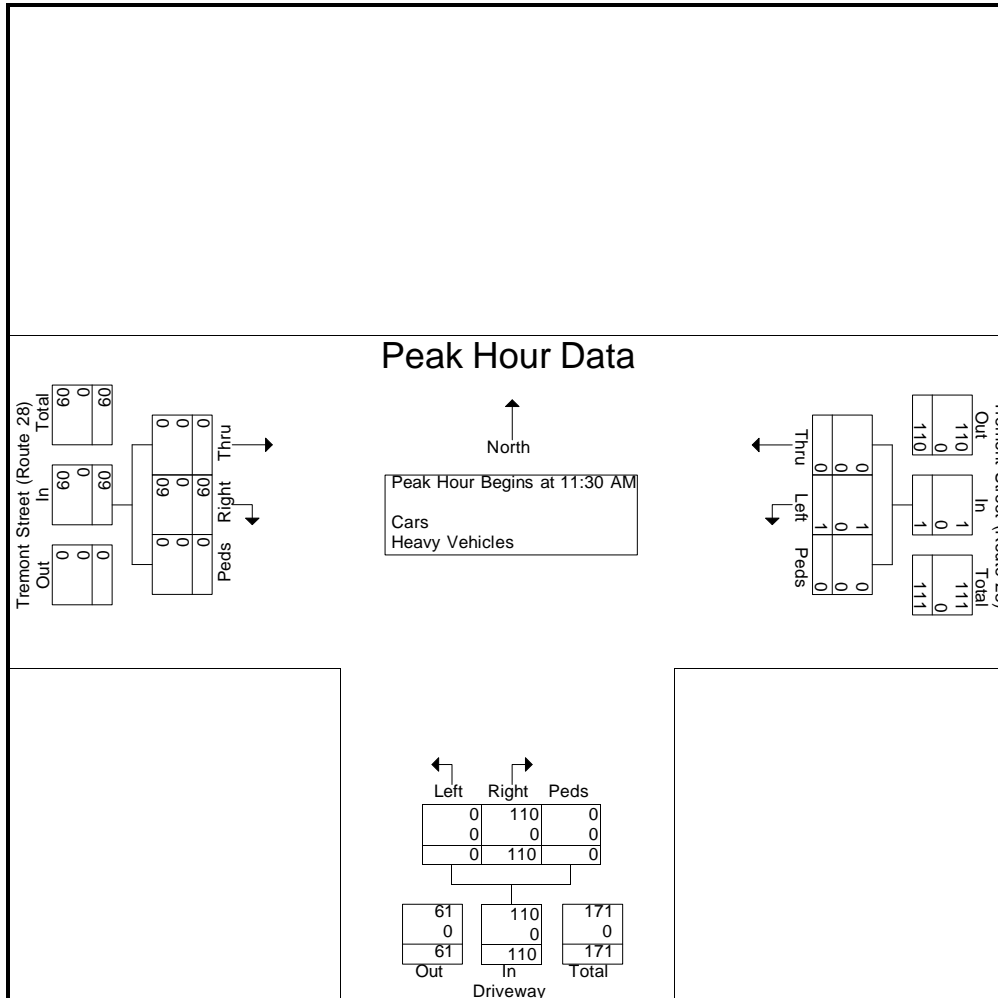 Peak Hour Data
North
Peak Hour Begins at 11:30 AM
Cars
Heavy Vehicles
Tremont Street (Route 28)
Total
60
0
60
In
60
0
60
Out
0
0
0
Thru
0
0
0
Right
60
0
60
Peds
0
0
0
Thru
0
0
0
Left
1
0
1
Peds
0
0
0
Out
110
0
110
In
1
0
1
Total
111
0
111
Left Right Peds
0 110 0
0 0 0
0 110 0
61 110 171
0 0 0
61 110 171
Out In Total
Driveway